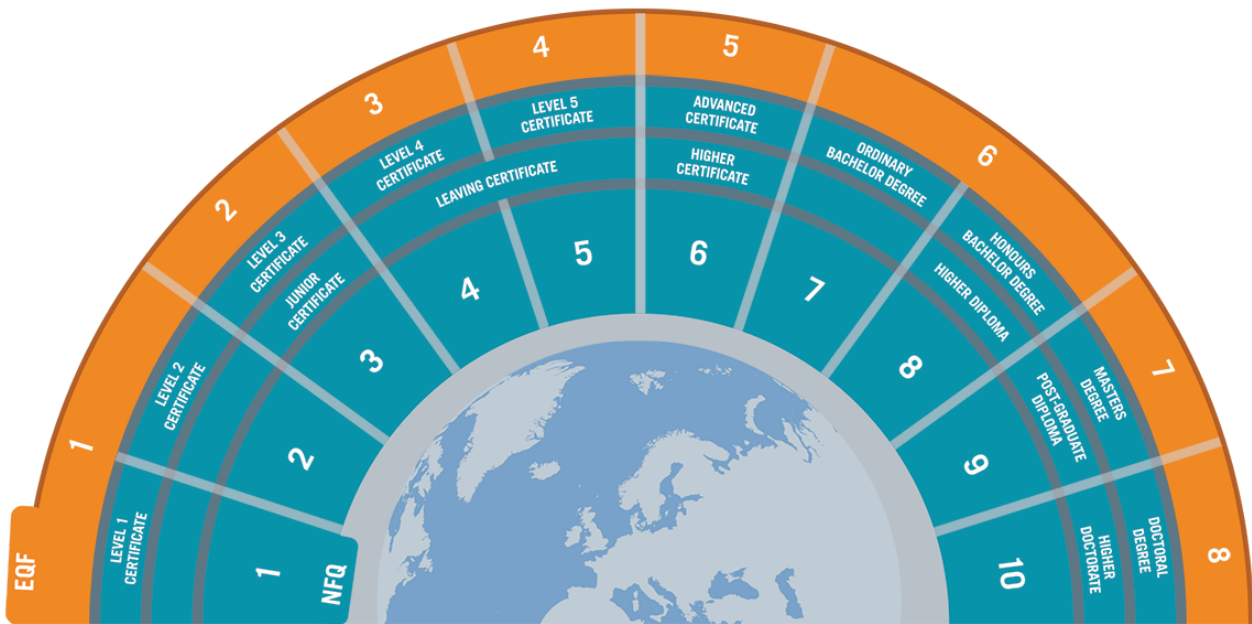 EQF
1
2
3
4
5
6
7
8
LEVEL 1
CERTIFICATE
LEVEL 2
CERTIFICATE
LEVEL 3
CERTIFICATE
LEVEL 4
CERTIFICATE
LEVEL 5
CERTIFICATE
ADVANCED
CERTIFICATE
ORDINARY
BACHELOR DEGREE
HONOURS
BACHELOR DEGREE
MASTERS
DEGREE
DOCTORAL
DEGREE
JUNIOR
CERTIFICATE
LEAVING CERTIFICATE
HIGHER
CERTIFICATE
HIGHER DIPLOMA
POST-GRADUATE
DIPLOMA
HIGHER
DOCTORATE
NFQ
1
2
3
4
5
6
7
8
9
10